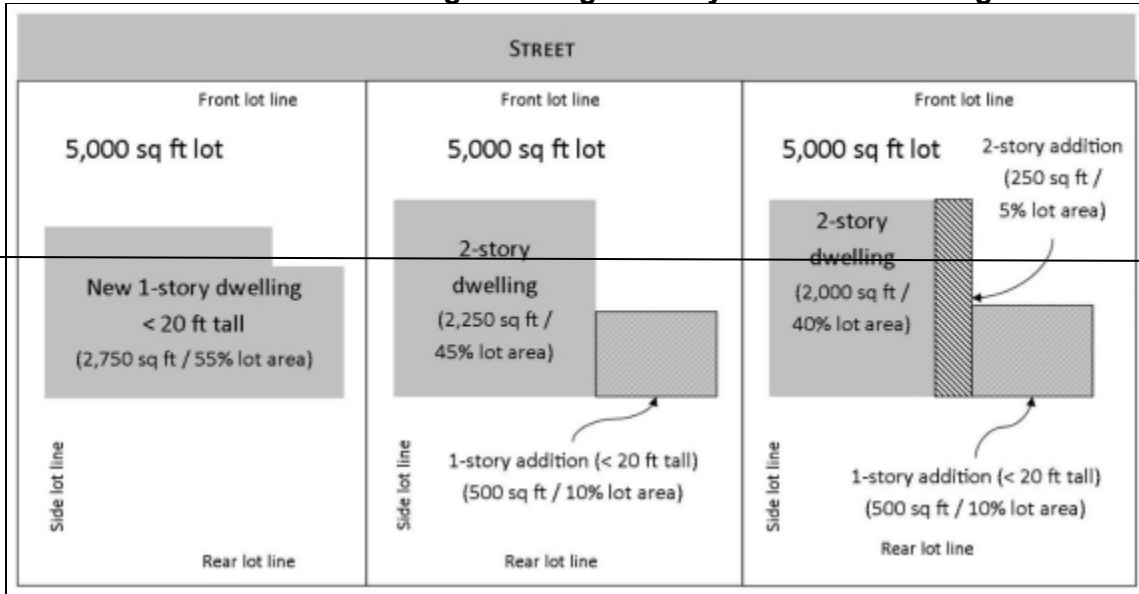 STREET
Front lot line
5,000 sq ft lot
New 1-story dwelling
< 20 ft tall
(2,750 sq ft / 55% lot area)
Side lot line
Rear lot line
Front lot line
5,000 sq ft lot
2-story
dwelling
(2,250 sq ft /
45% lot area)
1-story addition (< 20 ft tall)
(500 sq ft / 10% lot area)
Side lot line
Rear lot line
Front lot line
5,000 sq ft lot
2-story addition
(250 sq ft /
5% lot area)
2-story
dwelling
(2,000 sq ft /
40% lot area)
1-story addition (< 20 ft tall)
(500 sq ft / 10% lot area)
Side lot line
Rear lot line